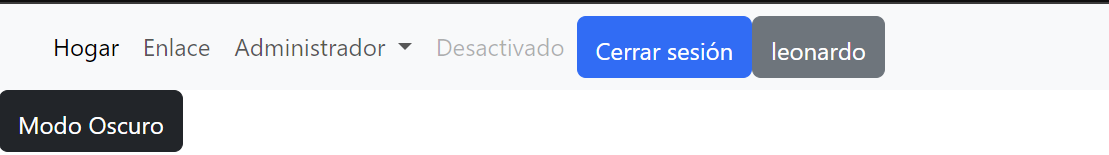 Hogar Enlace Administrador Desactivado Cerrar sesión leonardo
Modo Oscuro